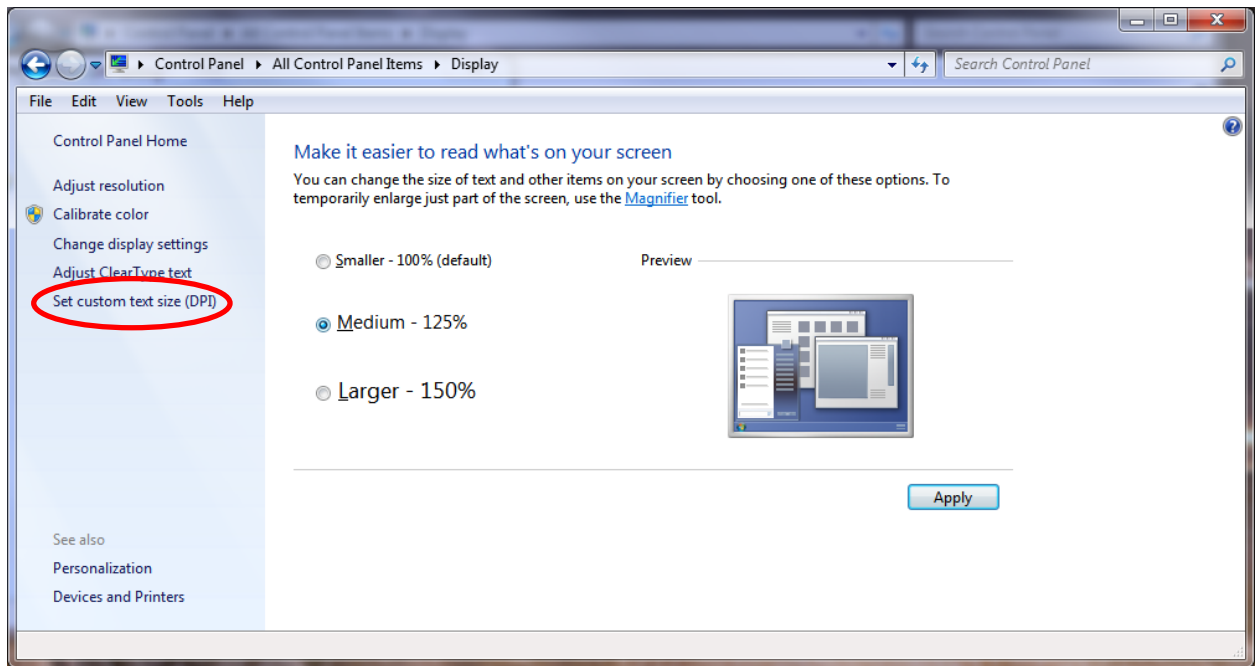 Control Panel ▸ All Control Panel Items ▸ Display
Search Control Panel
File Edit View Tools Help
Control Panel Home
Adjust resolution
Calibrate color
Change display settings
Adjust ClearType text
Set custom text size (DPI)
See also
Personalization
Devices and Printers
Make it easier to read what's on your screen
You can change the size of text and other items on your screen by choosing one of these options. To
temporarily enlarge just part of the screen, use the Magnifier tool.
Smaller - 100% (default)
Medium - 125%
Larger - 150%
Preview
Apply